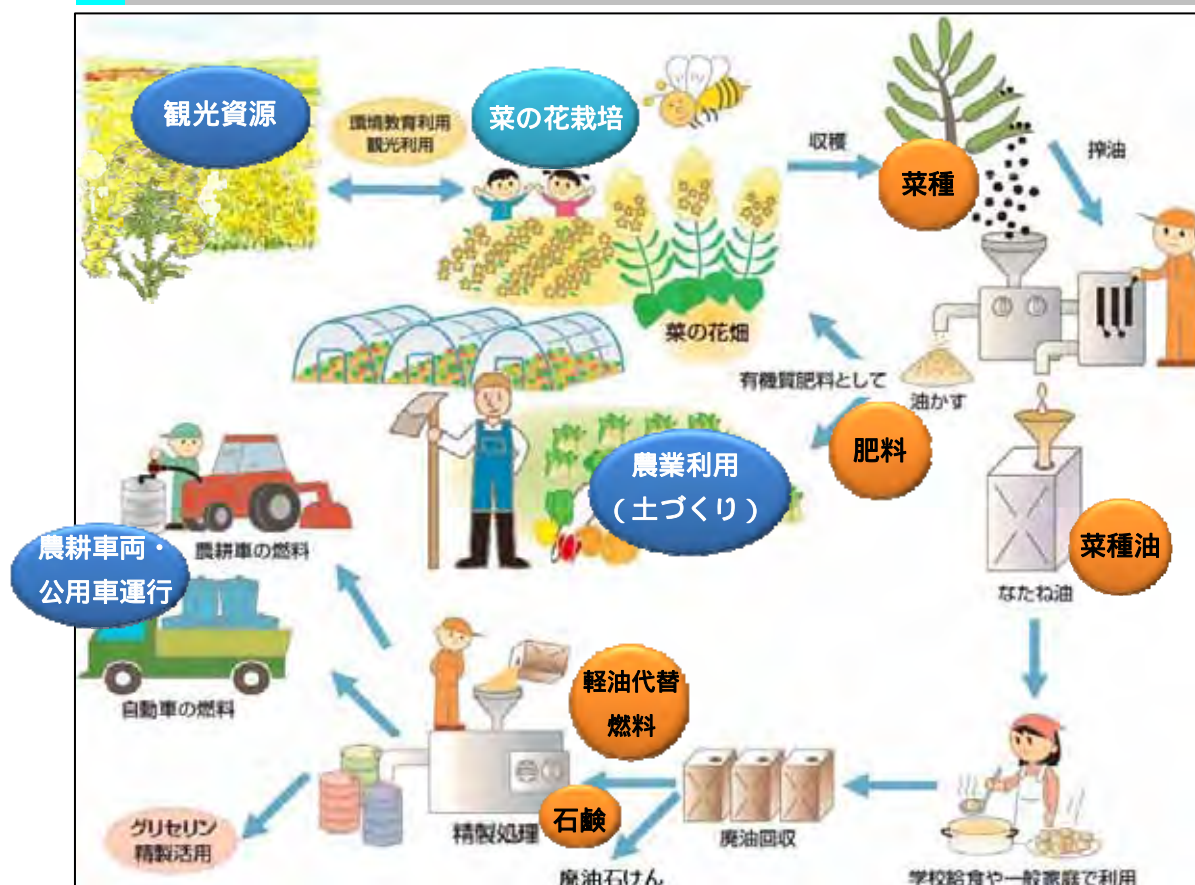 観光資源
環境教育利用
観光利用
菜の花栽培
収穫
菜種
搾油
菜の花畑
有機質肥料として
油かす
肥料
農業利用
(土づくり)
菜種油
なたね油
農耕車の燃料
農耕車両・
公用車運行
自動車の燃料
軽油代替
燃料
グリセリン
精製活用
精製処理
石鹸
廃油石けん
廃油回収
学校給食や一般家庭で利用